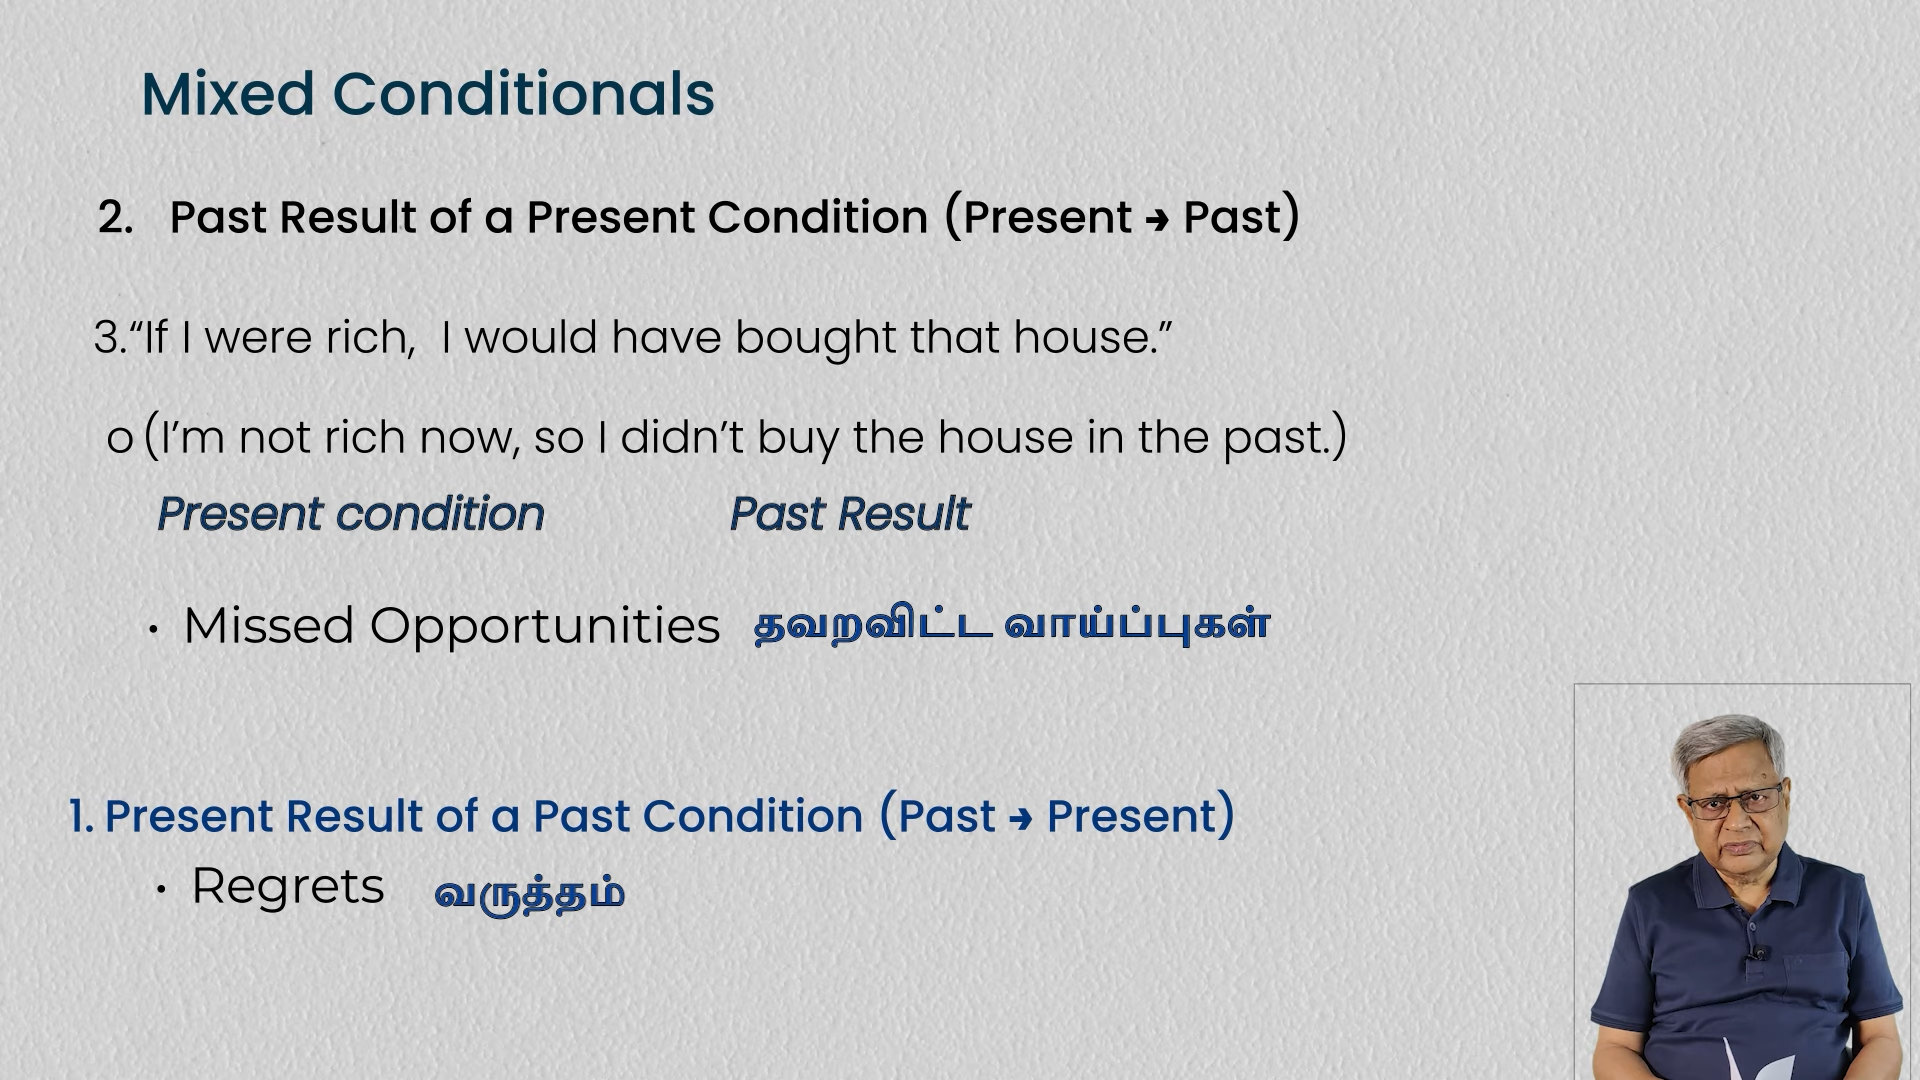 Mixed Conditionals
2. Past Result of a Present Condition (Present → Past)
3.“If I were rich, I would have bought that house.”
o (I’m not rich now, so I didn’t buy the house in the past.)
Present condition Past Result
• Missed Opportunities தவறவிட்ட வாய்ப்புகள்
1. Present Result of a Past Condition (Past → Present)
• Regrets வருத்தம்